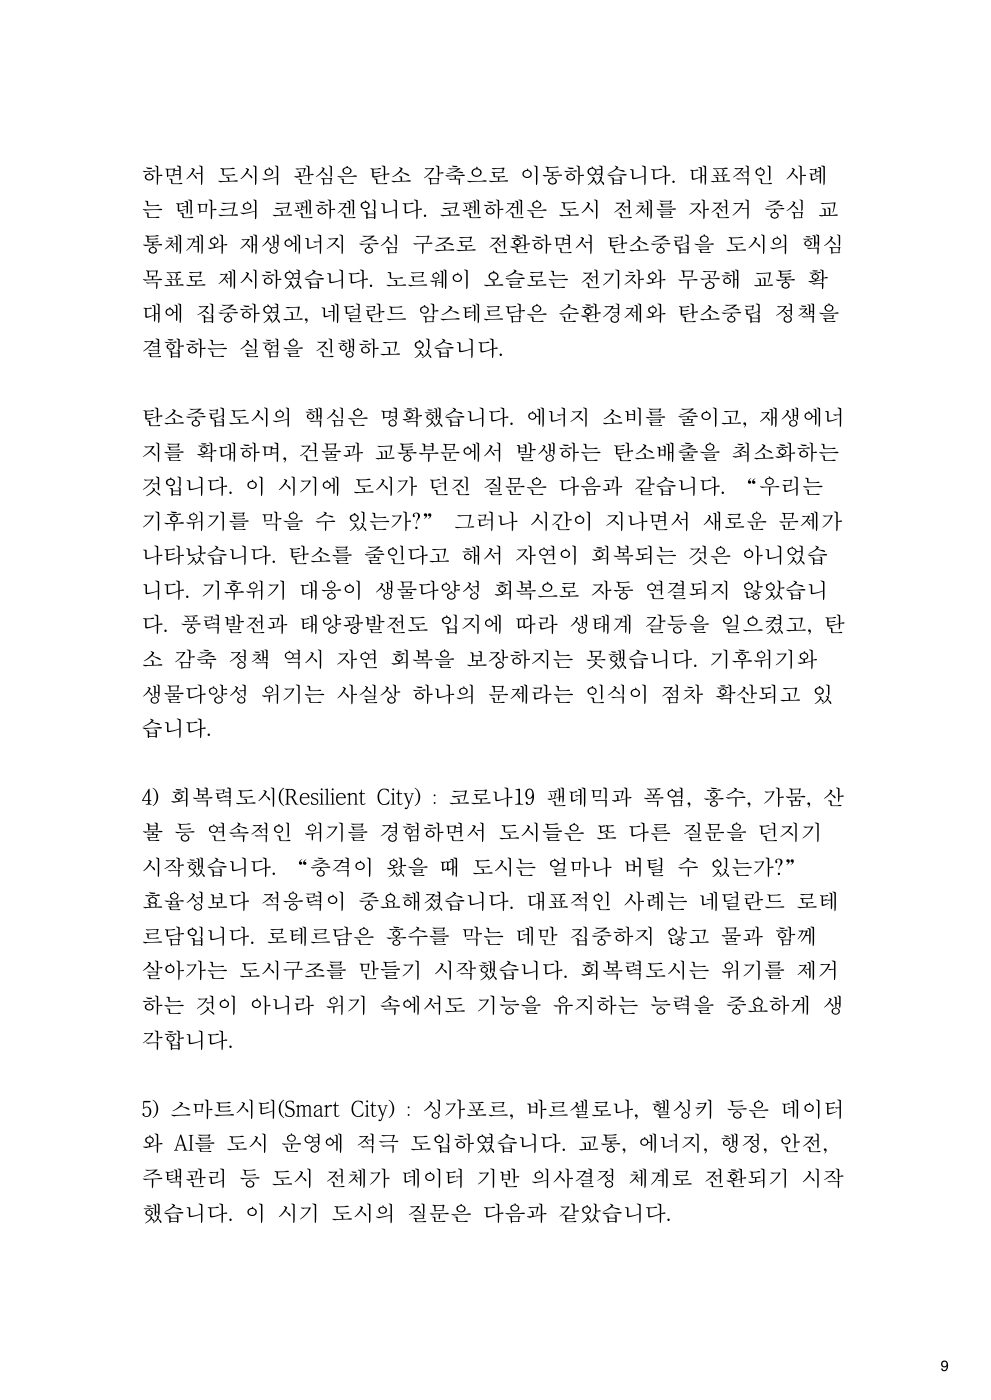 하면서 도시의 관심은 탄소 감축으로 이동하였습니다. 대표적인 사례
는 덴마크의 코펜하겐입니다. 코펜하겐은 도시 전체를 자전거 중심 교
통체계와 재생에너지 중심 구조로 전환하면서 탄소중립을 도시의 핵심
목표로 제시하였습니다. 노르웨이 오슬로는 전기차와 무공해 교통 확
대에 집중하였고, 네덜란드 암스테르담은 순환경제와 탄소중립 정책을
결합하는 실험을 진행하고 있습니다.
탄소중립도시의 핵심은 명확했습니다. 에너지 소비를 줄이고, 재생에너
지를 확대하며, 건물과 교통부문에서 발생하는 탄소배출을 최소화하는
것입니다. 이 시기에 도시가 던진 질문은 다음과 같습니다. “우리는
기후위기를 막을 수 있는가?” 그러나 시간이 지나면서 새로운 문제가
나타났습니다. 탄소를 줄인다고 해서 자연이 회복되는 것은 아니었습
니다. 기후위기 대응이 생물다양성 회복으로 자동 연결되지 않았습니
다. 풍력발전과 태양광발전도 입지에 따라 생태계 갈등을 일으켰고, 탄
소 감축 정책 역시 자연 회복을 보장하지는 못했습니다. 기후위기와
생물다양성 위기는 사실상 하나의 문제라는 인식이 점차 확산되고 있
습니다.
4) 회복력도시(Resilient City) : 코로나19 팬데믹과 폭염, 홍수, 가뭄, 산
불 등 연속적인 위기를 경험하면서 도시들은 또 다른 질문을 던지기
시작했습니다. “충격이 왔을 때 도시는 얼마나 버틸 수 있는가?”
효율성보다 적응력이 중요해졌습니다. 대표적인 사례는 네덜란드 로테
르담입니다. 로테르담은 홍수를 막는 데만 집중하지 않고 물과 함께
살아가는 도시구조를 만들기 시작했습니다. 회복력도시는 위기를 제거
하는 것이 아니라 위기 속에서도 기능을 유지하는 능력을 중요하게 생
각합니다.
5) 스마트시티(Smart City) : 싱가포르, 바르셀로나, 헬싱키 등은 데이터
와 AI를 도시 운영에 적극 도입하였습니다. 교통, 에너지, 행정, 안전,
주택관리 등 도시 전체가 데이터 기반 의사결정 체계로 전환되기 시작
했습니다. 이 시기 도시의 질문은 다음과 같았습니다.
9